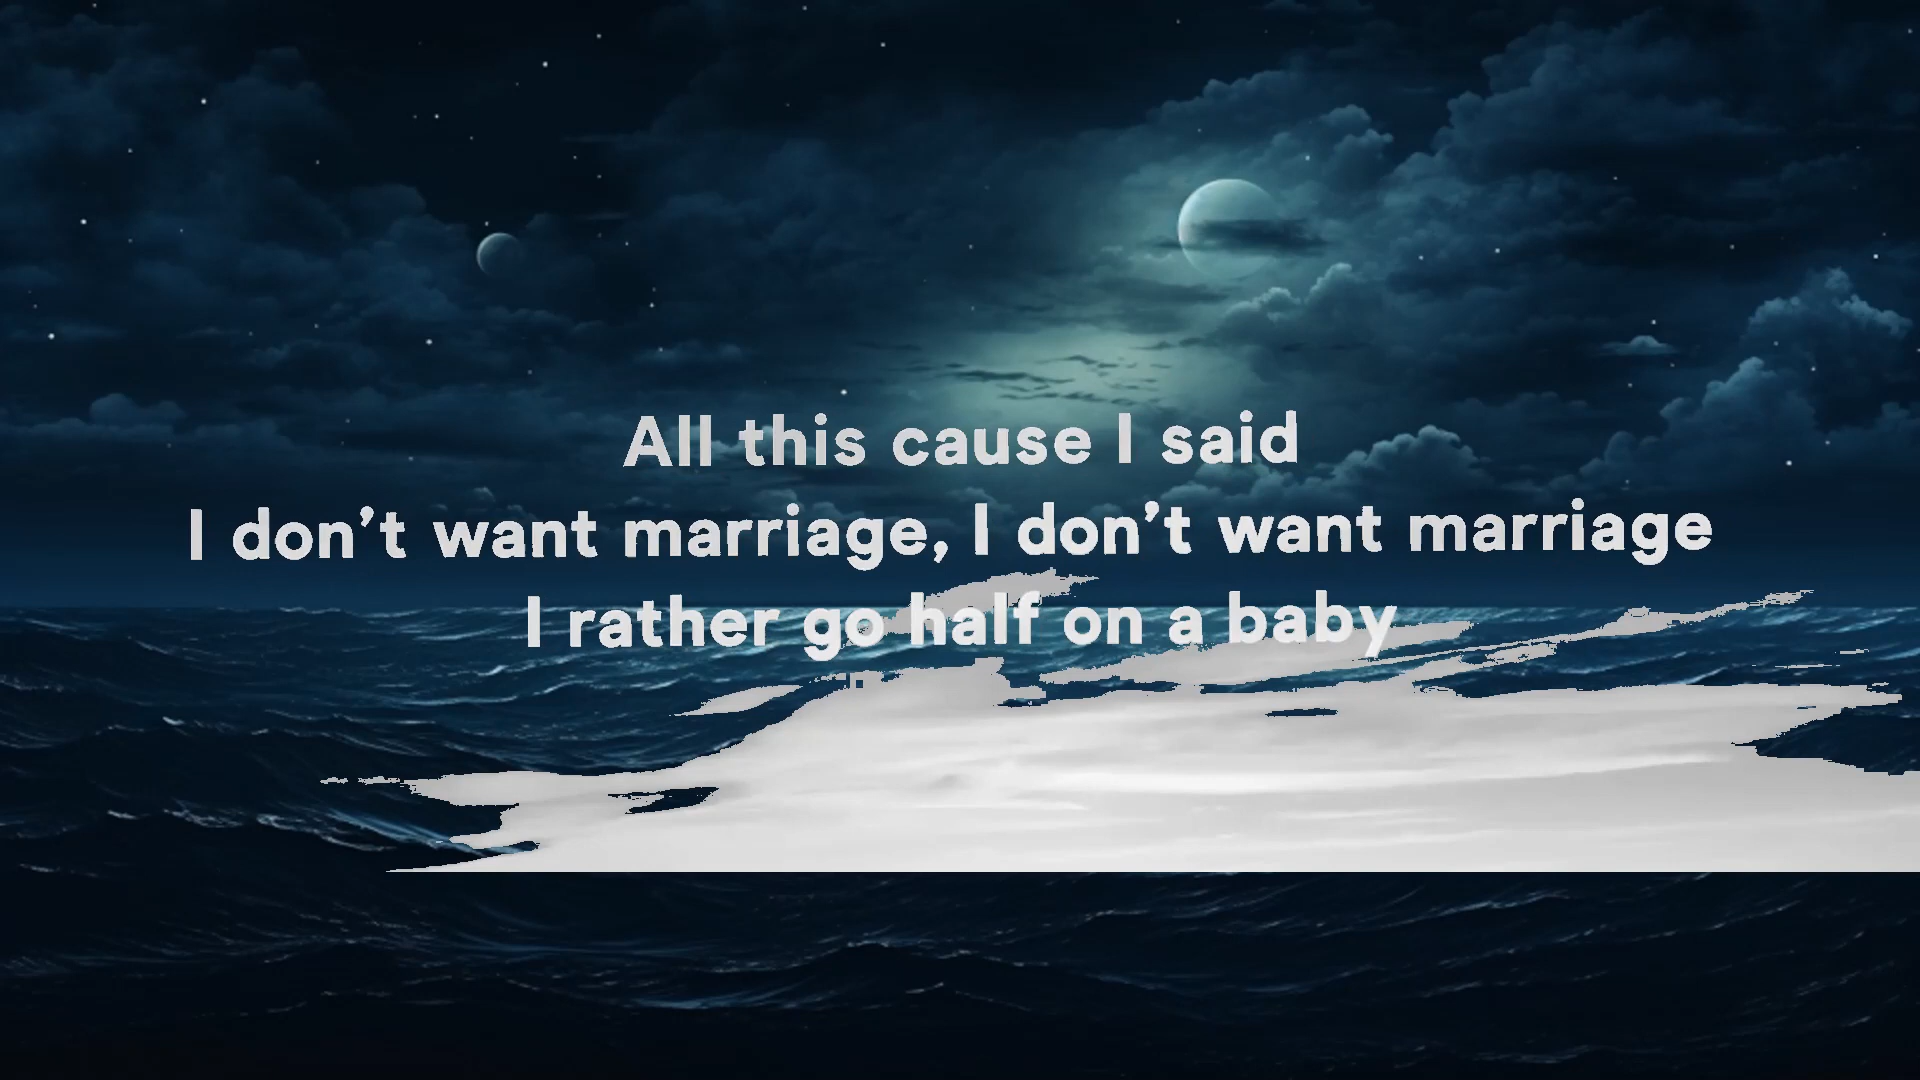 All this cause I said
I don’t want marriage, I don’t want marriage
I rather go half on a baby